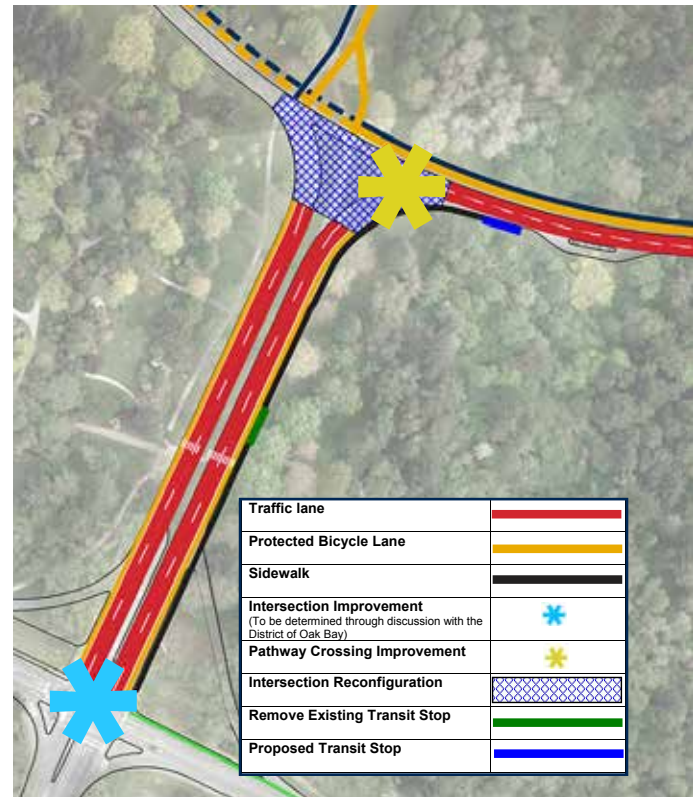 Traffic lane
Protected Bicycle Lane
Sidewalk
Intersection Improvement
(To be determined through discussion with the
District of Oak Bay)
Pathway Crossing Improvement
Intersection Reconfiguration
Remove Existing Transit Stop
Proposed Transit Stop